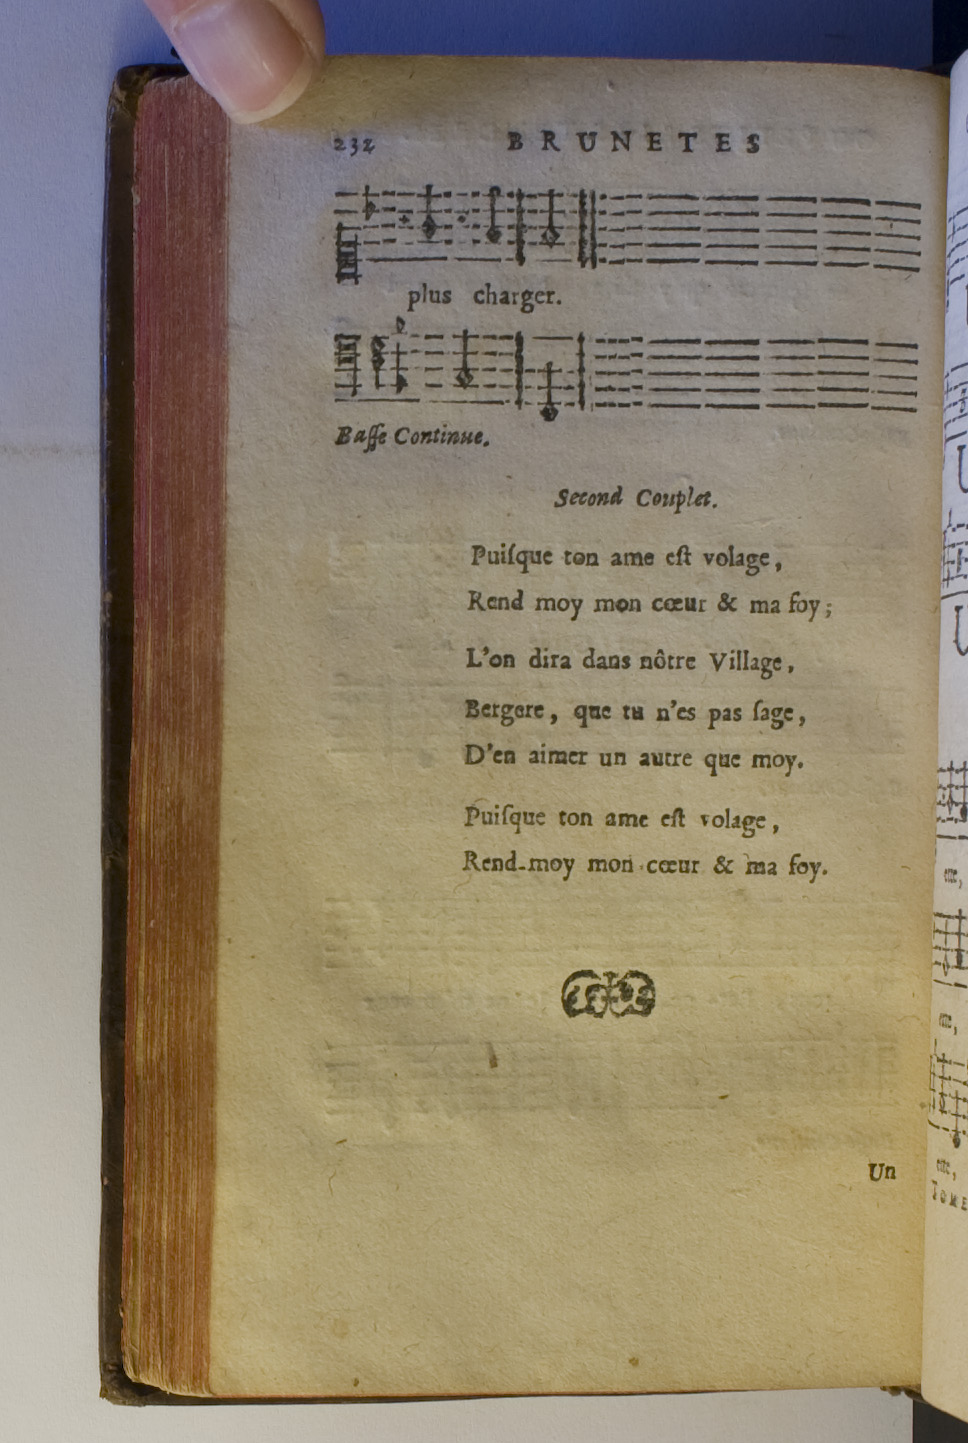 232 BRUNETES
plus charger.
Baſſe Continue.
Second Couplet.
Puiſque ton ame eſt volage,
Rend moy mon cœur & ma foy;
L'on dira dans nôtre Village,
Bergere, que tu n'es pas ſage,
D'en aimer un autre que moy.
Puiſque ton ame eſt volage,
Rend-moy mon cœur & ma foy.
Un
TOME